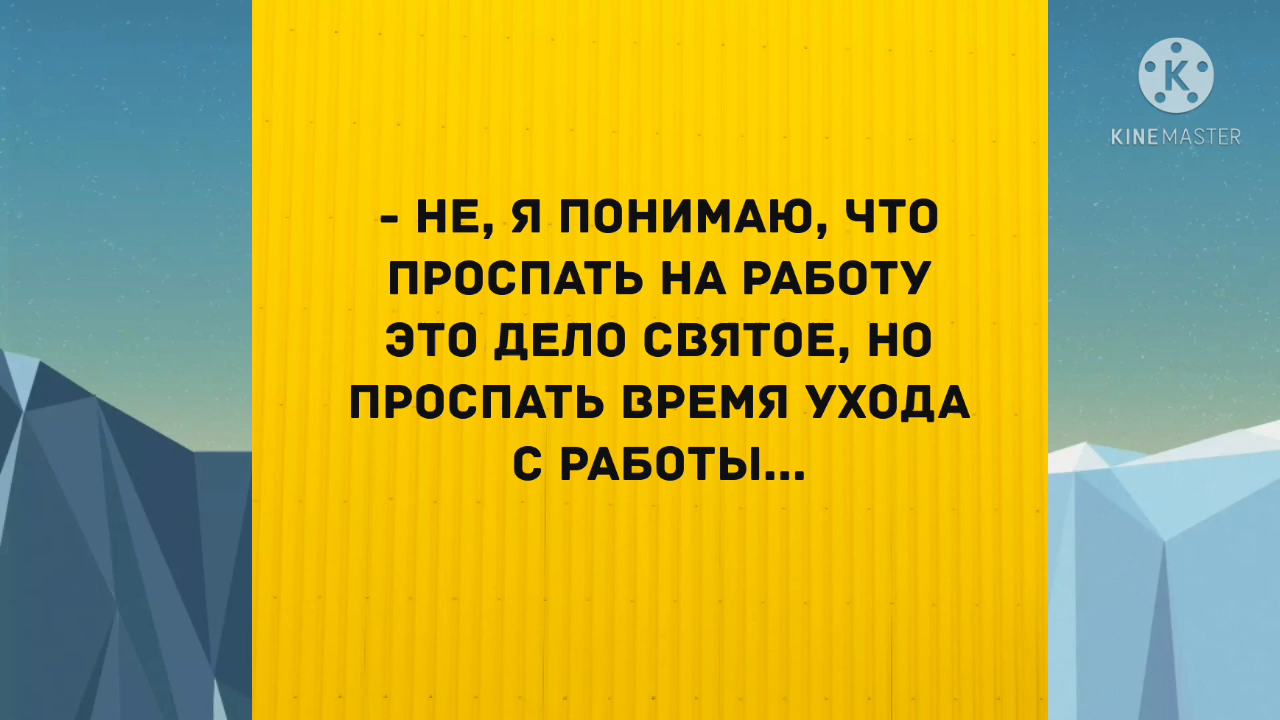 - НЕ, Я ПОНИМАЮ, ЧТО
ПРОСПАТЬ НА РАБОТУ
ЭТО ДЕЛО СВЯТОЕ, НО
ПРОСПАТЬ ВРЕМЯ УХОДА
С РАБОТЫ...
K
KINEMASTER